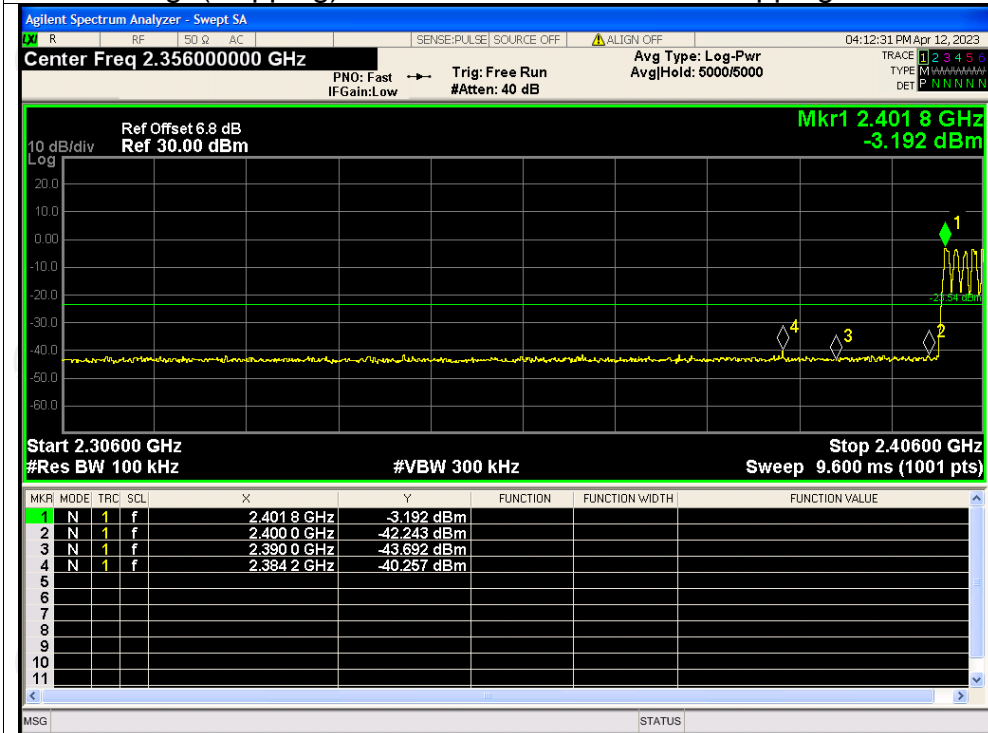 Agilent Spectrum Analyzer - Swept SA
LXI R RF 50 Ω AC SENSE:PULSE SOURCE OFF ALIGN OFF 04:12:31 PM Apr 12, 2023
Center Freq 2.356000000 GHz
PNO: Fast Trig: Free Run
IFGain:Low #Atten: 40 dB
Avg Type: Log-Pwr
Avg|Hold: 5000/5000
TRACE 1 2 3 4 5 6
TYPE M WWWWW
DET P N N N N N
Ref Offset 6.8 dB
10 dB/div Ref 30.00 dBm
Log
Mkr1 2.401 8 GHz
-3.192 dBm
20.0
10.0
0.00
-10.0
-20.0
-30.0
-40.0
-50.0
-60.0
1
-23.54 dBm
4
3
2
Start 2.30600 GHz Stop 2.40600 GHz
#Res BW 100 kHz #VBW 300 kHz Sweep 9.600 ms (1001 pts)
MKR MODE TRC SCL X Y FUNCTION FUNCTION WIDTH FUNCTION VALUE
1 N 1 f 2.401 8 GHz -3.192 dBm
2 N 1 f 2.400 0 GHz -42.243 dBm
3 N 1 f 2.390 0 GHz -43.692 dBm
4 N 1 f 2.384 2 GHz -40.257 dBm
5
6
7
8
9
10
11
MSG STATUS